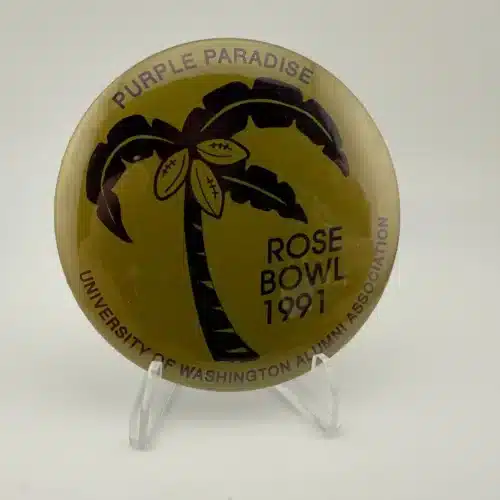 PURPLE PARADISE
ROSE
BOWL
1991
UNIVERSITY OF WASHINGTON ALUMNI ASSOCIATION